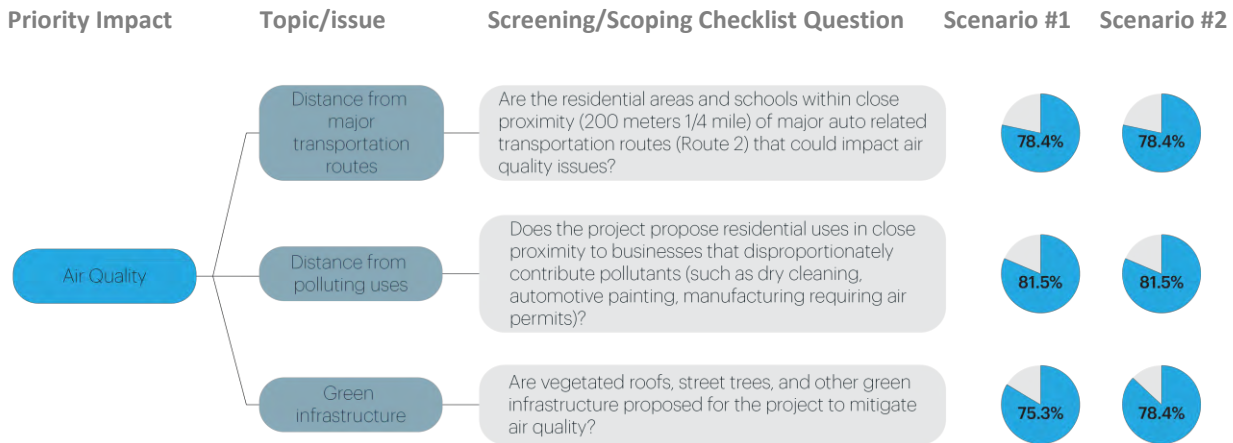 Priority Impact Topic/issue Screening/Scoping Checklist Question Scenario #1 Scenario #2
Distance from
major
transportation
routes
Are the residential areas and schools within close
proximity (200 meters 1/4 mile) of major auto related
transportation routes (Route 2) that could impact air
quality issues?
78.4%
78.4%
Air Quality
Distance from
polluting uses
Does the project propose residential uses in close
proximity to businesses that disproportionately
contribute pollutants (such as dry cleaning,
automotive painting, manufacturing requiring air
permits)?
81.5%
81.5%
Green
infrastructure
Are vegetated roofs, street trees, and other green
infrastructure proposed for the project to mitigate
air quality?
75.3%
78.4%